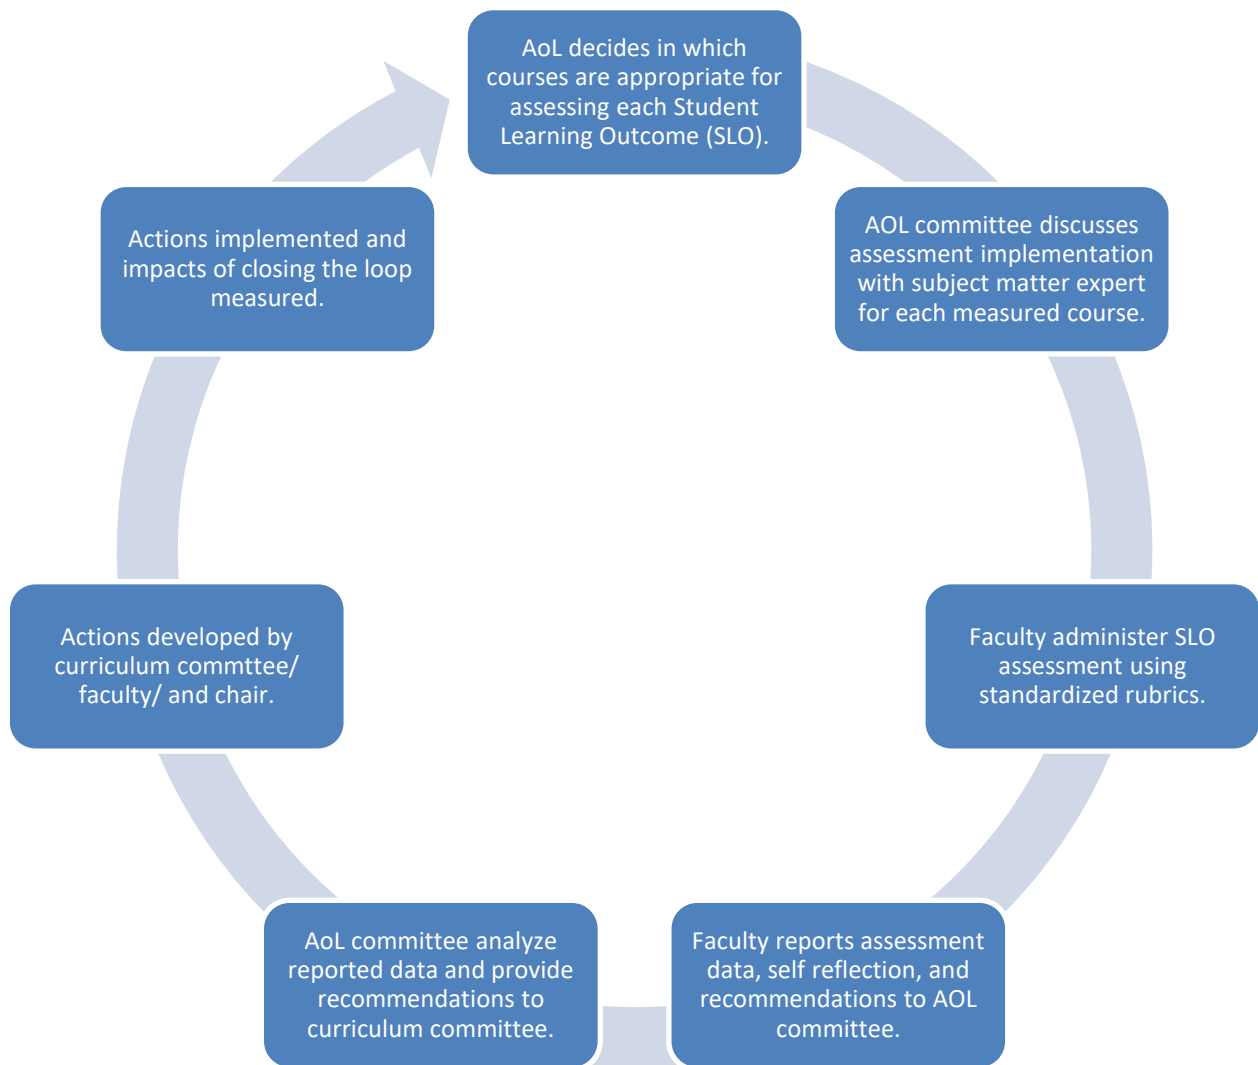 AoL decides in which
courses are appropriate for
assessing each Student
Learning Outcome (SLO).
AOL committee discusses
assessment implementation
with subject matter expert
for each measured course.
Faculty administer SLO
assessment using
standardized rubrics.
Faculty reports assessment
data, self reflection, and
recommendations to AOL
committee.
AoL committee analyze
reported data and provide
recommendations to
curriculum committee.
Actions developed by
curriculum commttee/
faculty/ and chair.
Actions implemented and
impacts of closing the loop
measured.